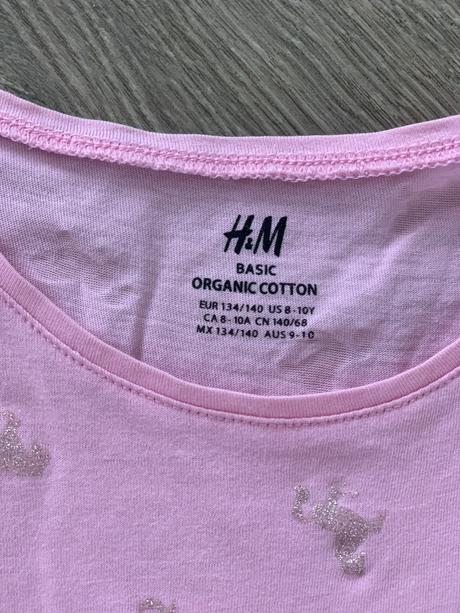 H&M
BASIC
ORGANIC COTTON
EUR 134/140 US 8-10Y
CA 8-10A CN 140/68
MX 134/140 AUS 9-10